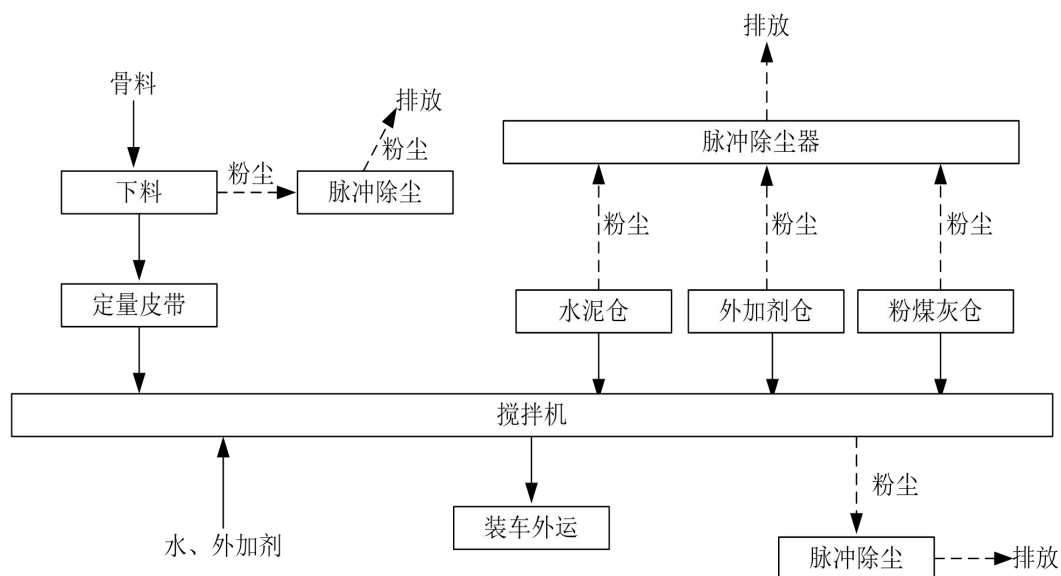 排放
骨料
排放
脉冲除尘器
粉尘
粉尘
下料
脉冲除尘
粉尘
粉尘
粉尘
定量皮带
水泥仓
外加剂仓
粉煤灰仓
搅拌机
粉尘
装车外运
水、外加剂
脉冲除尘
排放